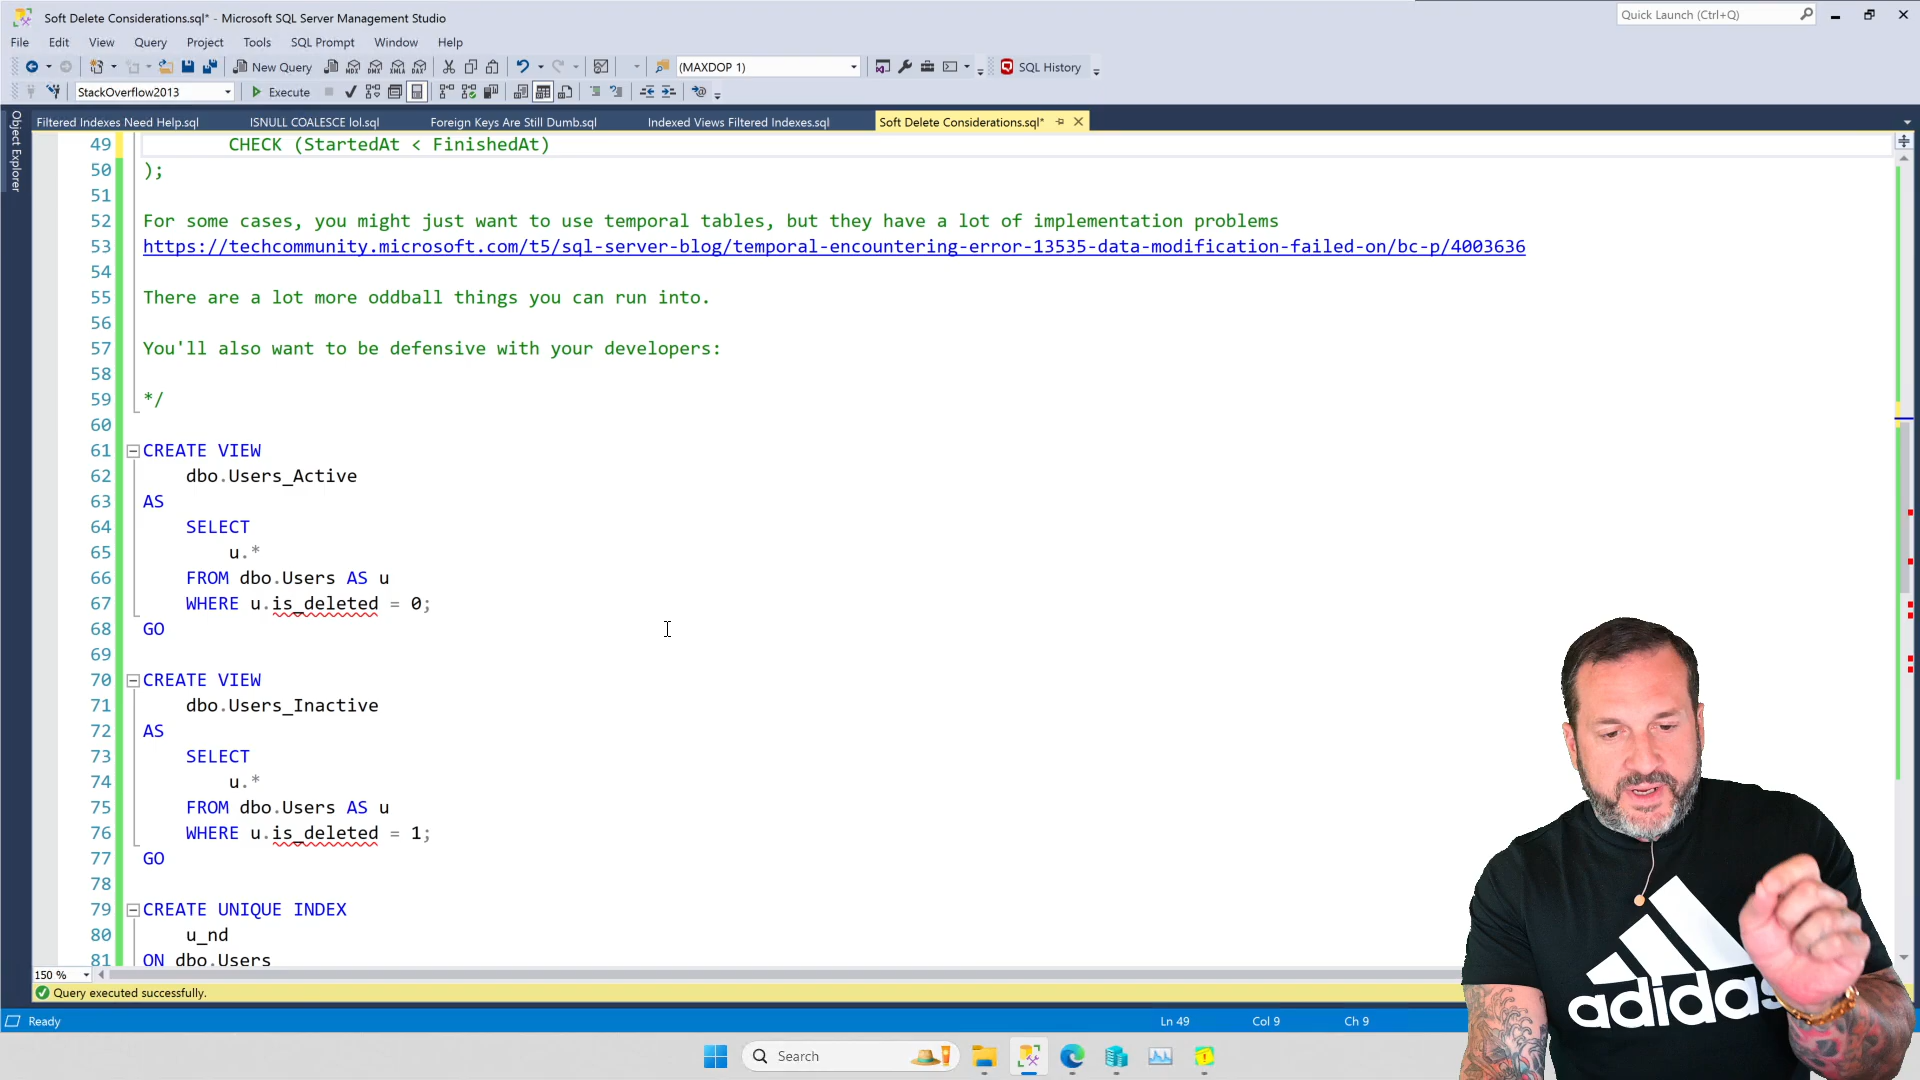 Soft Delete Considerations.sql* - Microsoft SQL Server Management Studio
Quick Launch (Ctrl+Q)
File Edit View Query Project Tools SQL Prompt Window Help
New Query
(MAXDOP 1)
SQL History
StackOverflow2013
Execute
Filtered Indexes Need Help.sql
ISNULL COALESCE lol.sql
Foreign Keys Are Still Dumb.sql
Indexed Views Filtered Indexes.sql
Soft Delete Considerations.sql*
Object Explorer
49 CHECK (StartedAt < FinishedAt)
50 );
51
52 For some cases, you might just want to use temporal tables, but they have a lot of implementation problems
53 https://techcommunity.microsoft.com/t5/sql-server-blog/temporal-encountering-error-13535-data-modification-failed-on/bc-p/4003636
54
55 There are a lot more oddball things you can run into.
56
57 You'll also want to be defensive with your developers:
58
59 */
60
61 CREATE VIEW
62 dbo.Users_Active
63 AS
64 SELECT
65 u.*
66 FROM dbo.Users AS u
67 WHERE u.is_deleted = 0;
68 GO
69
70 CREATE VIEW
71 dbo.Users_Inactive
72 AS
73 SELECT
74 u.*
75 FROM dbo.Users AS u
76 WHERE u.is_deleted = 1;
77 GO
78
79 CREATE UNIQUE INDEX
80 u_nd
81 ON dbo.Users
150 %
Query executed successfully.
Ready
Ln 49
Col 9
Ch 9
Search
adidas